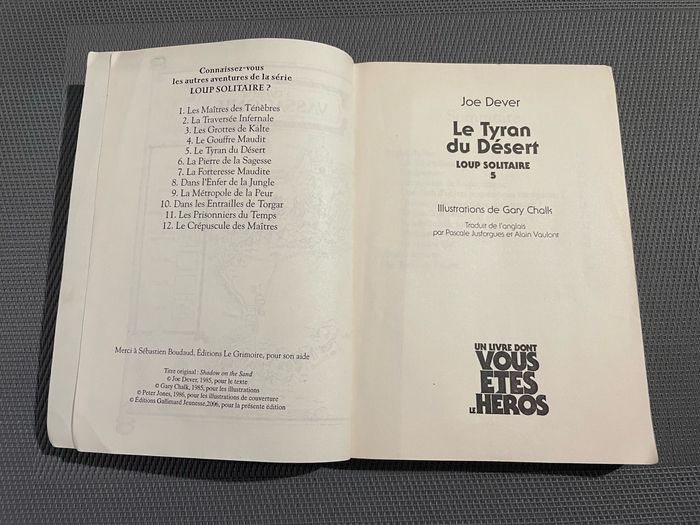 Connaissez-vous
les autres aventures de la série
LOUP SOLITAIRE ?
1. Les Maîtres des Ténèbres
2. La Traversée Infernale
3. Les Grottes de Kalte
4. Le Gouffre Maudit
5. Le Tyran du Désert
6. La Pierre de la Sagesse
7. La Forteresse Maudite
8. Dans l'Enfer de la Jungle
9. La Métropole de la Peur
10. Dans les Entrailles de Torgar
11. Les Prisonniers du Temps
12. Le Crépuscule des Maîtres
Merci à Sébastien Boudaud, Éditions Le Grimoire, pour son aide
Titre original : Shadow on the Sand
© Joe Dever, 1985, pour le texte
© Gary Chalk, 1985, pour les illustrations
© Peter Jones, 1986, pour les illustrations de couverture
© Éditions Gallimard Jeunesse, 2006, pour la présente édition
Joe Dever
Le Tyran
du Désert
LOUP SOLITAIRE
5
Illustrations de Gary Chalk
Traduit de l'anglais
par Pascale Jusforgues et Alain Vaulont
UN LIVRE DONT
VOUS
ETES
LE HEROS